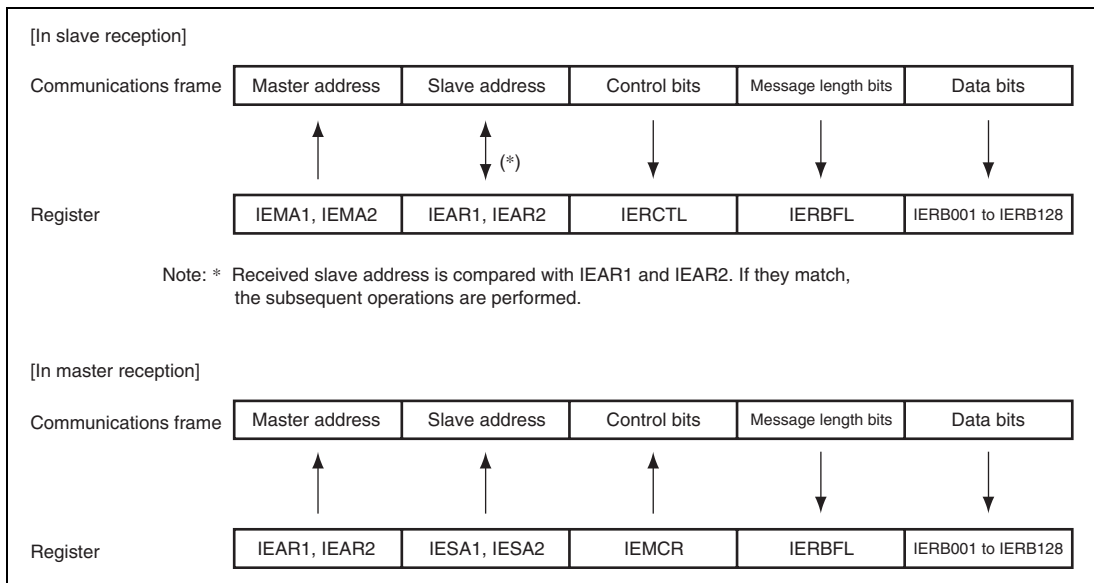 [In slave reception]
Communications frame Master address Slave address Control bits Message length bits Data bits
(*)
Register IEMA1, IEMA2 IEAR1, IEAR2 IERCTL IERBFL IERB001 to IERB128
Note: * Received slave address is compared with IEAR1 and IEAR2. If they match,
the subsequent operations are performed.
[In master reception]
Communications frame Master address Slave address Control bits Message length bits Data bits
Register IEAR1, IEAR2 IESA1, IESA2 IEMCR IERBFL IERB001 to IERB128